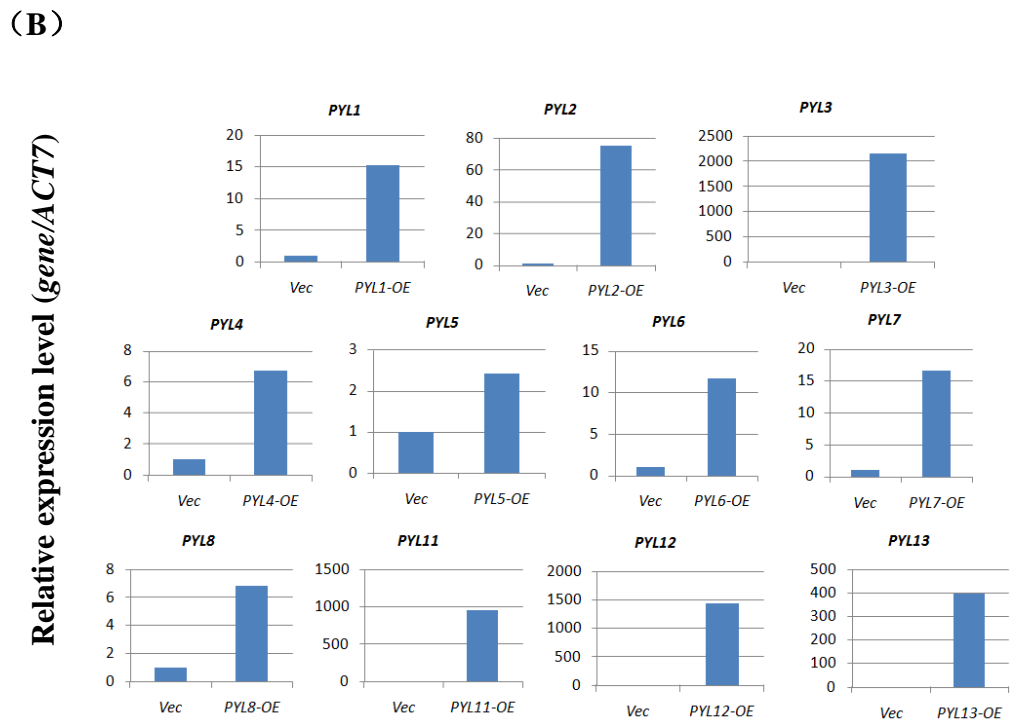 （B）
Relative expression level (gene/ACT7)
PYL1
20
15
10
5
0
Vec PYL1-OE
PYL2
80
60
40
20
0
Vec PYL2-OE
PYL3
2500
2000
1500
1000
500
0
Vec PYL3-OE
PYL4
8
6
4
2
0
Vec PYL4-OE
PYL5
3
2
1
0
Vec PYL5-OE
PYL6
15
10
5
0
Vec PYL6-OE
PYL7
20
15
10
5
0
Vec PYL7-OE
PYL8
8
6
4
2
0
Vec PYL8-OE
PYL11
1500
1000
500
0
Vec PYL11-OE
PYL12
2000
1500
1000
500
0
Vec PYL12-OE
PYL13
500
400
300
200
100
0
Vec PYL13-OE